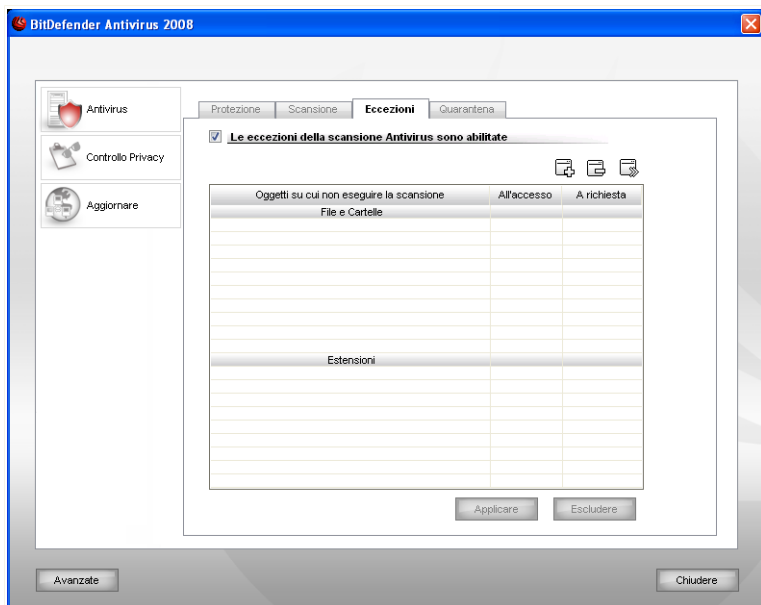 BitDefender Antivirus 2008
Antivirus
Controllo Privacy
Aggiornare
Protezione Scansione Eccezioni Quarantena
Le eccezioni della scansione Antivirus sono abilitate
Oggetti su cui non eseguire la scansione All'accesso A richiesta
File e Cartelle
Estensioni
Applicare Escludere
Avanzate Chiudere